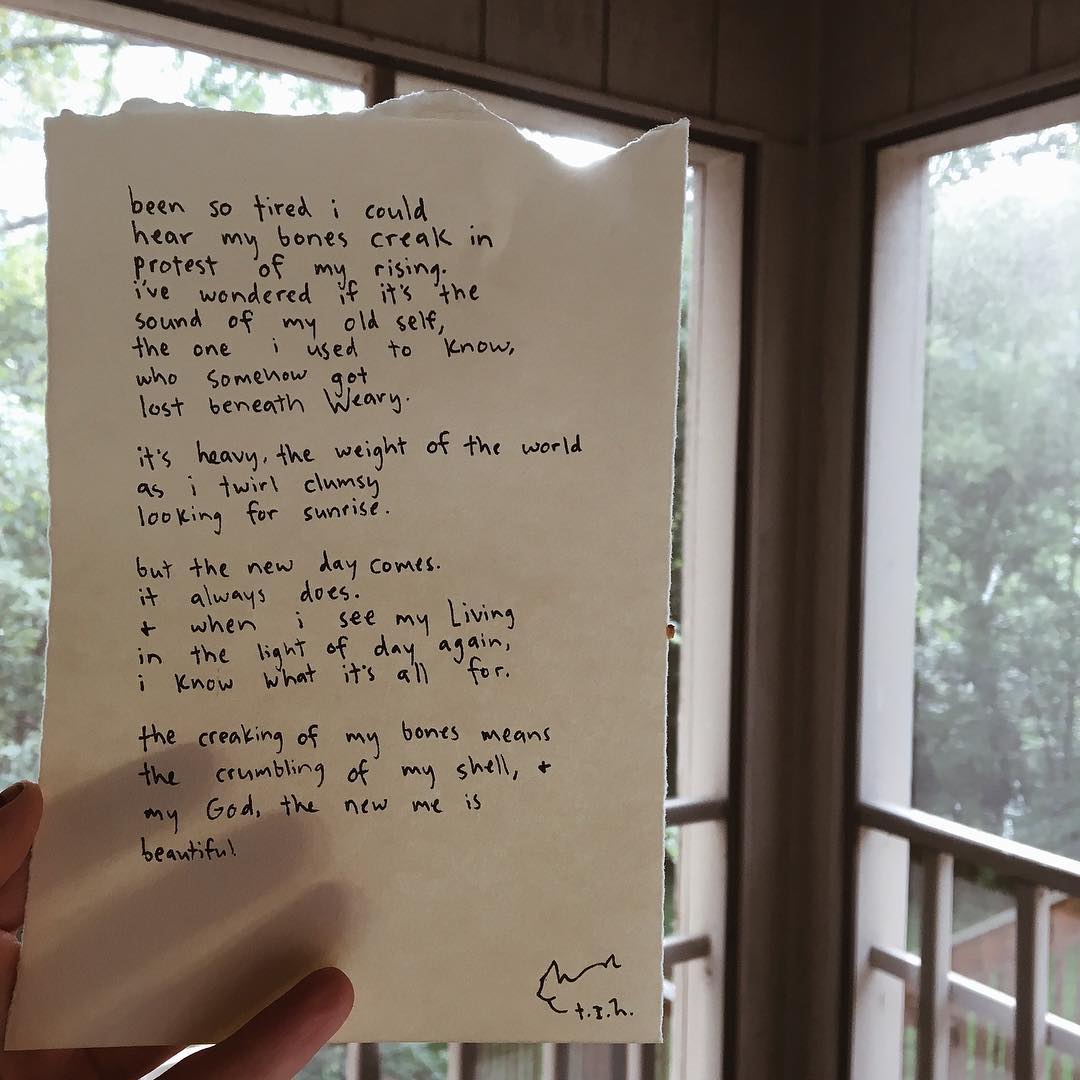 been so tired i could
hear my bones creak in
protest of my rising.
i've wondered if it's the
sound of my old self,
the one i used to know,
who somehow got
lost beneath Weary.
it's heavy, the weight of the world
as i twirl clumsy
looking for sunrise.
but the new day comes.
it always does.
+ when i see my Living
in the light of day again,
i know what it's all for.
the creaking of my bones means
the crumbling of my shell, +
my God, the new me is
beautiful.
t.s.h.